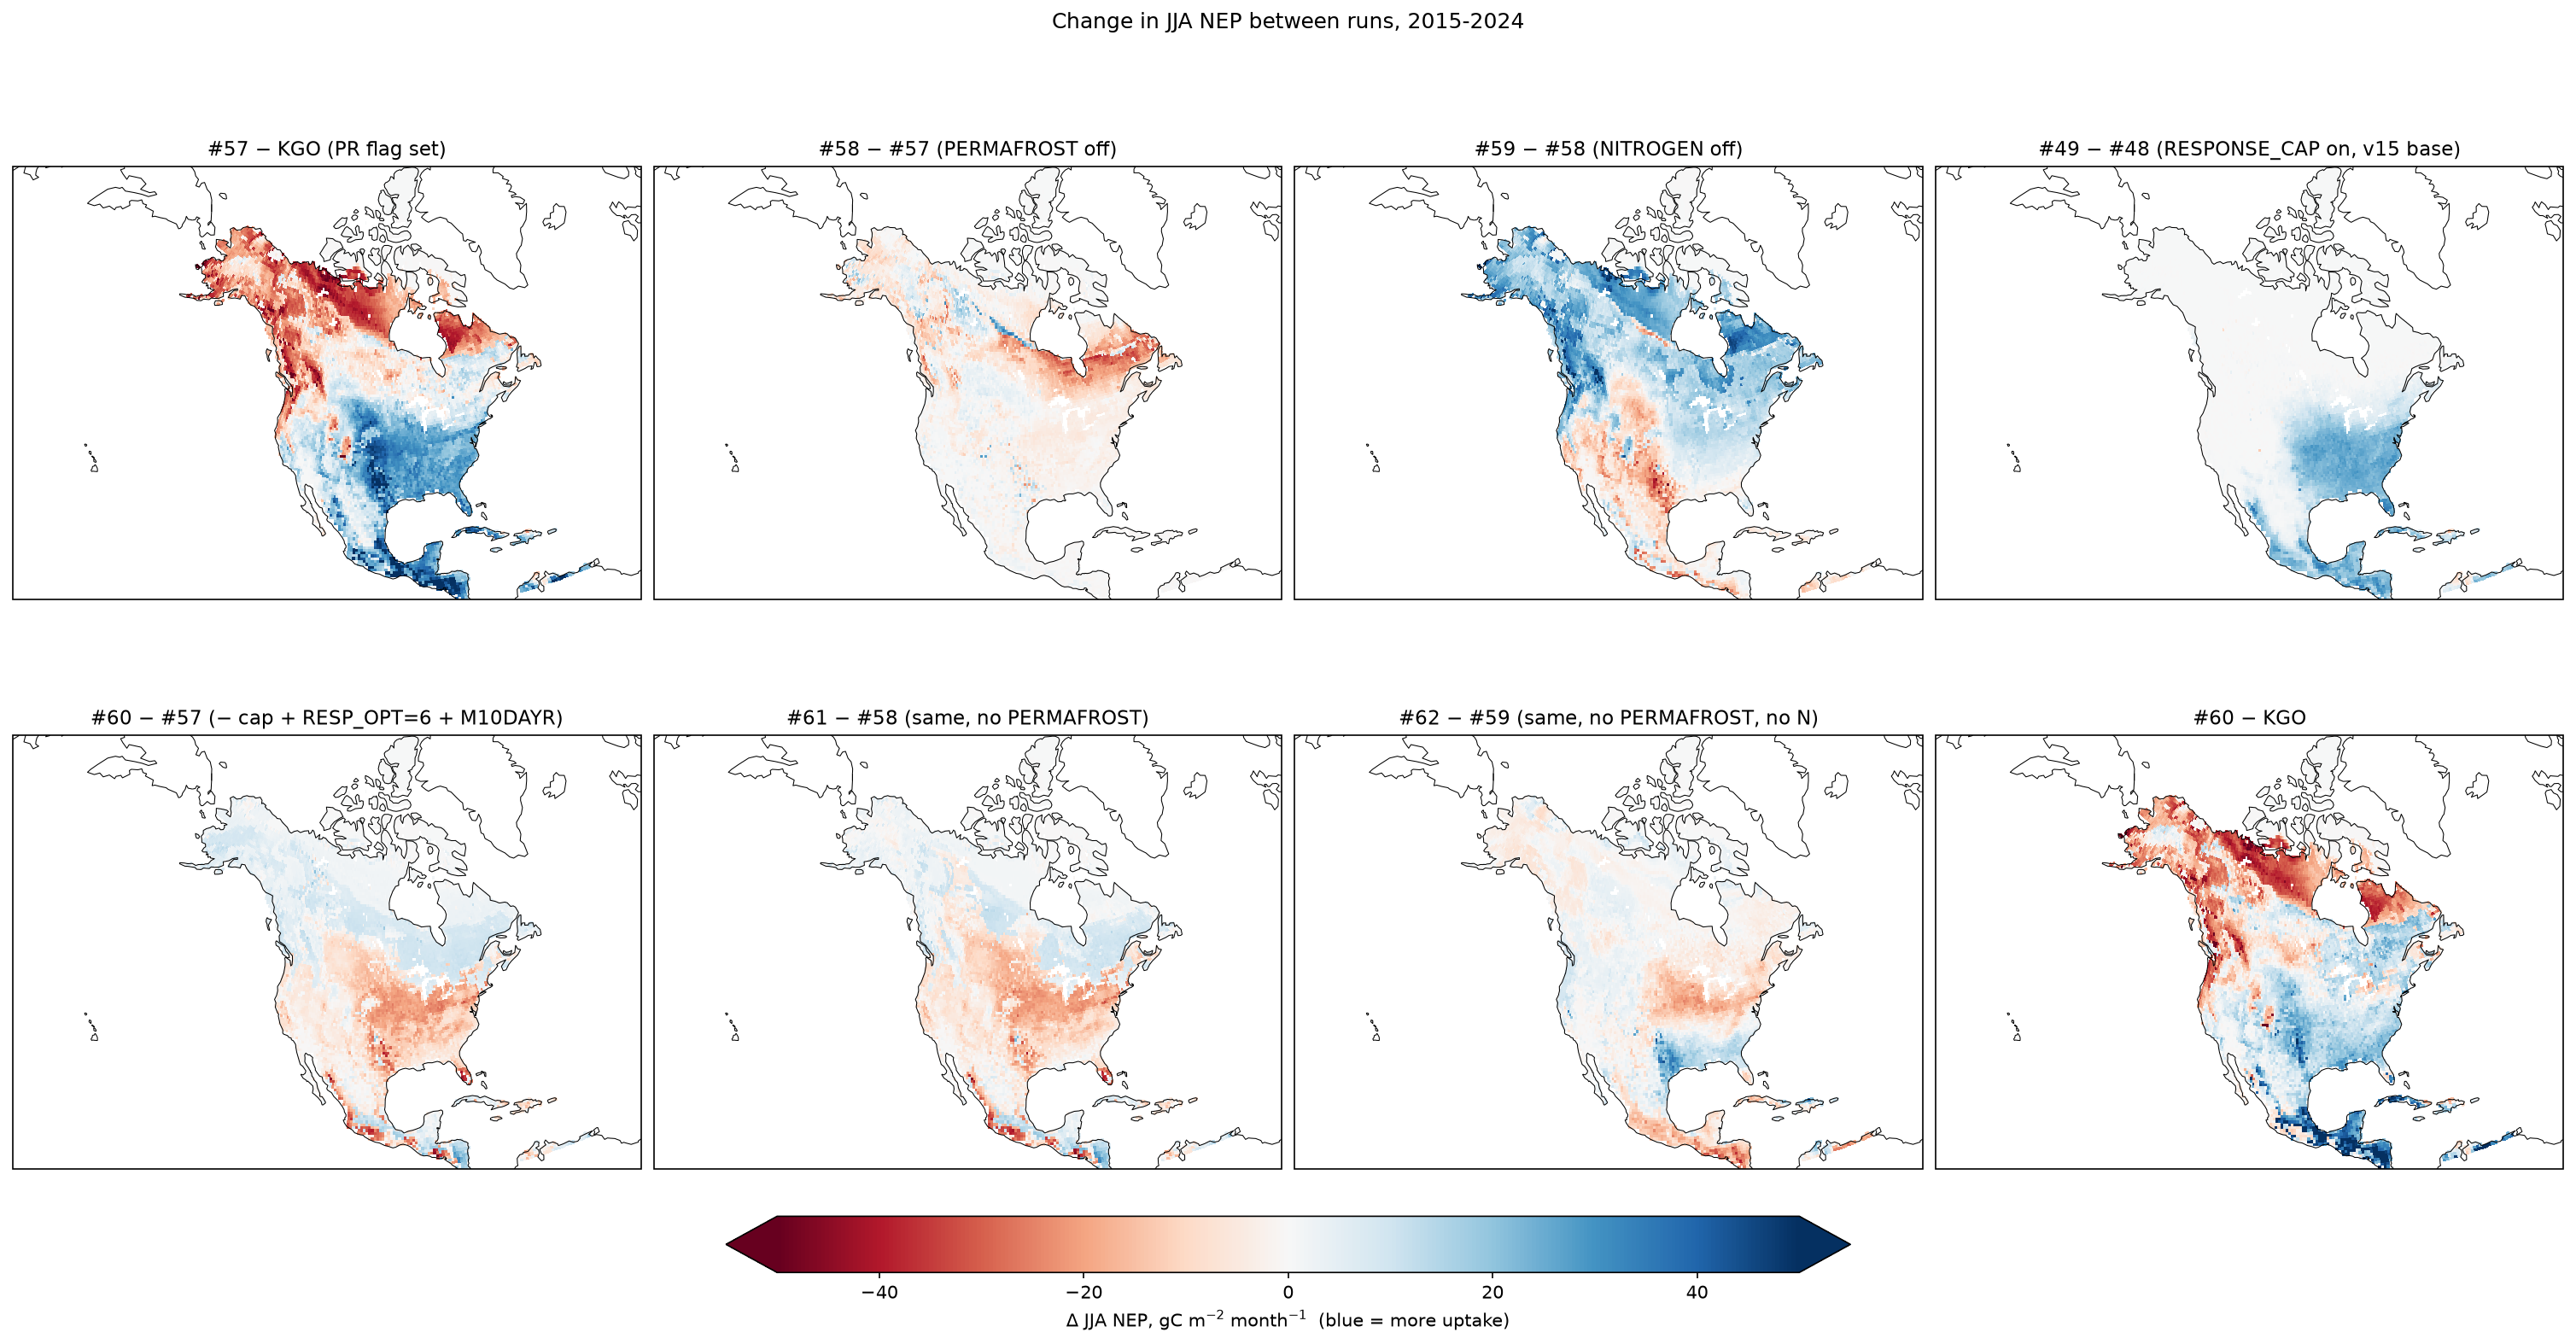 Change in JJA NEP between runs, 2015-2024
#57 − KGO (PR flag set)
#58 − #57 (PERMAFROST off)
#59 − #58 (NITROGEN off)
#49 − #48 (RESPONSE_CAP on, v15 base)
#60 − #57 (− cap + RESP_OPT=6 + M10DAYR)
#61 − #58 (same, no PERMAFROST)
#62 − #59 (same, no PERMAFROST, no N)
#60 − KGO
−40 −20 0 20 40
Δ JJA NEP, gC m⁻² month⁻¹ (blue = more uptake)